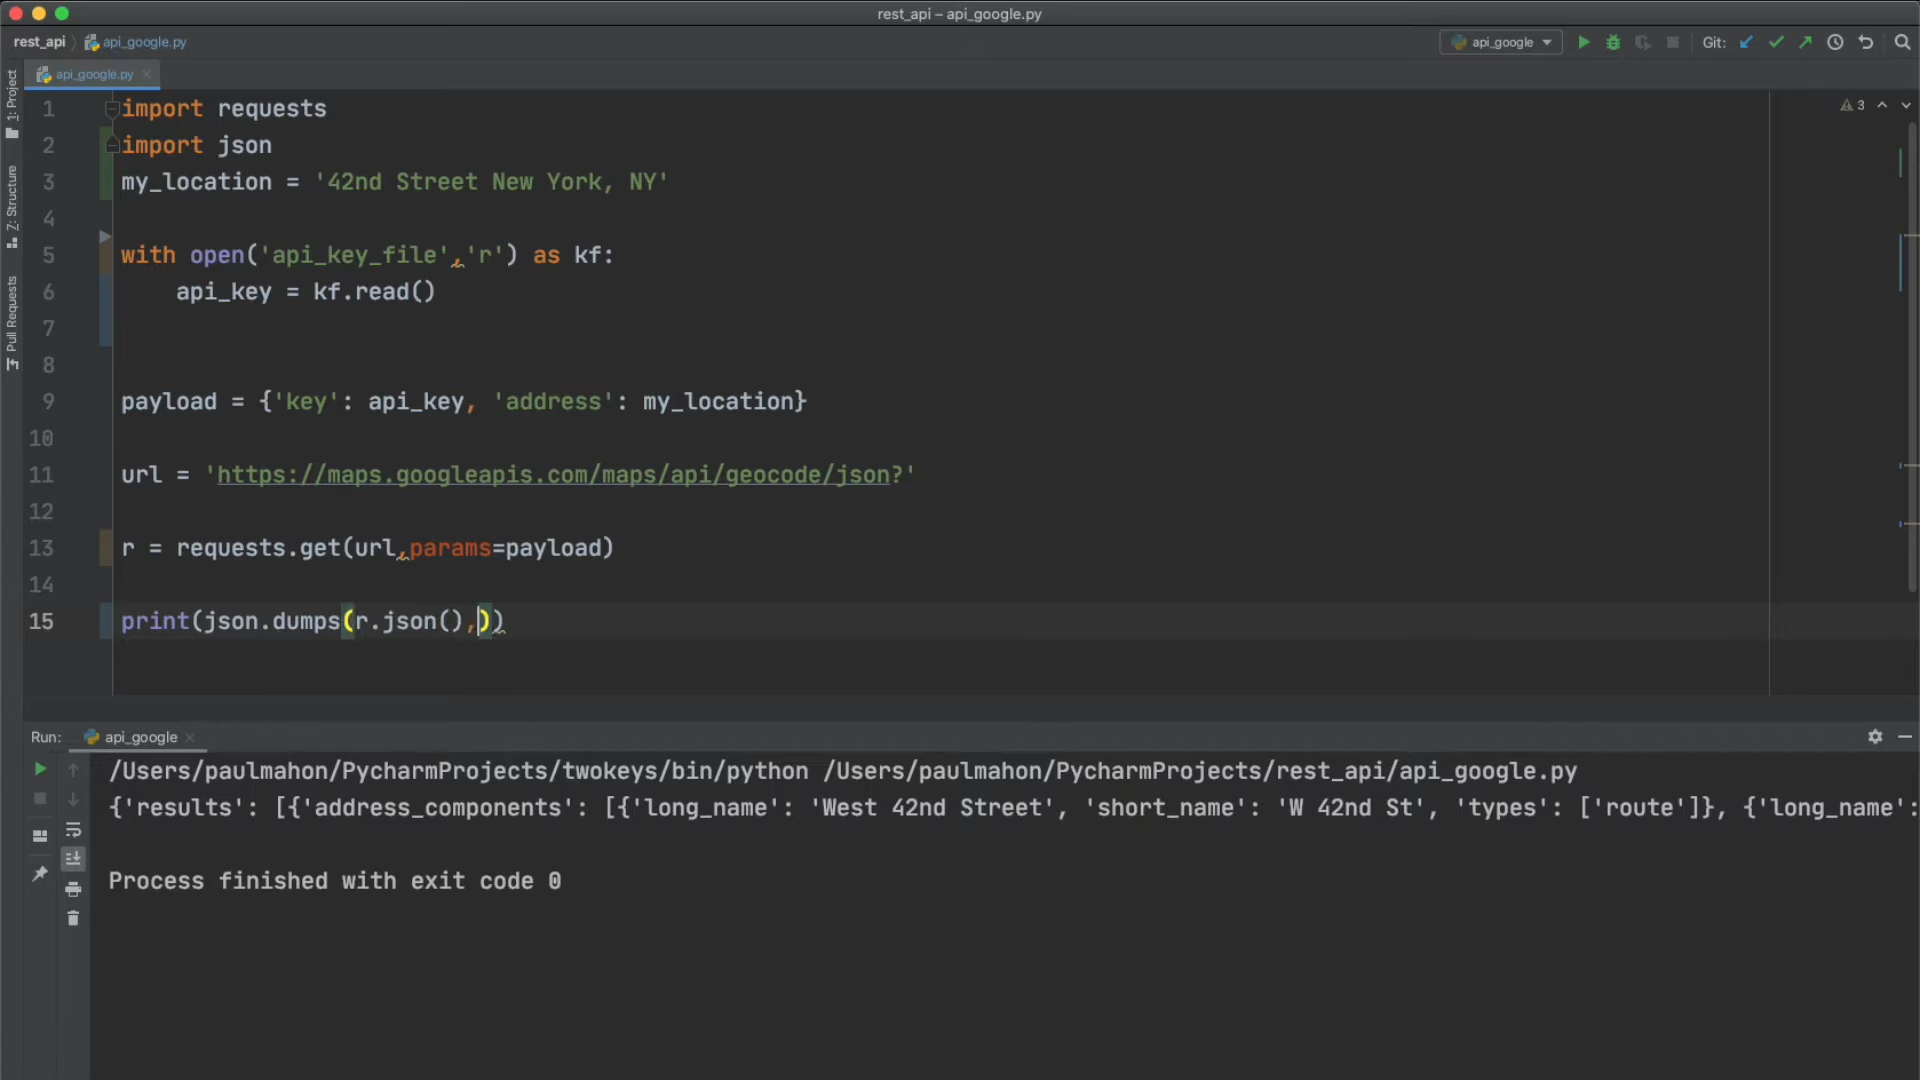 rest_api – api_google.py
rest_api api_google.py api_google Git:
api_google.py
1: Project
Z: Structure
Pull Requests
3
1 import requests
2 import json
3 my_location = '42nd Street New York, NY'
4
5 with open('api_key_file','r') as kf:
6     api_key = kf.read()
7
8
9 payload = {'key': api_key, 'address': my_location}
10
11 url = 'https://maps.googleapis.com/maps/api/geocode/json?'
12
13 r = requests.get(url,params=payload)
14
15 print(json.dumps(r.json(),))
Run: api_google
/Users/paulmahon/PycharmProjects/twokeys/bin/python /Users/paulmahon/PycharmProjects/rest_api/api_google.py
{'results': [{'address_components': [{'long_name': 'West 42nd Street', 'short_name': 'W 42nd St', 'types': ['route']}, {'long_name':
Process finished with exit code 0